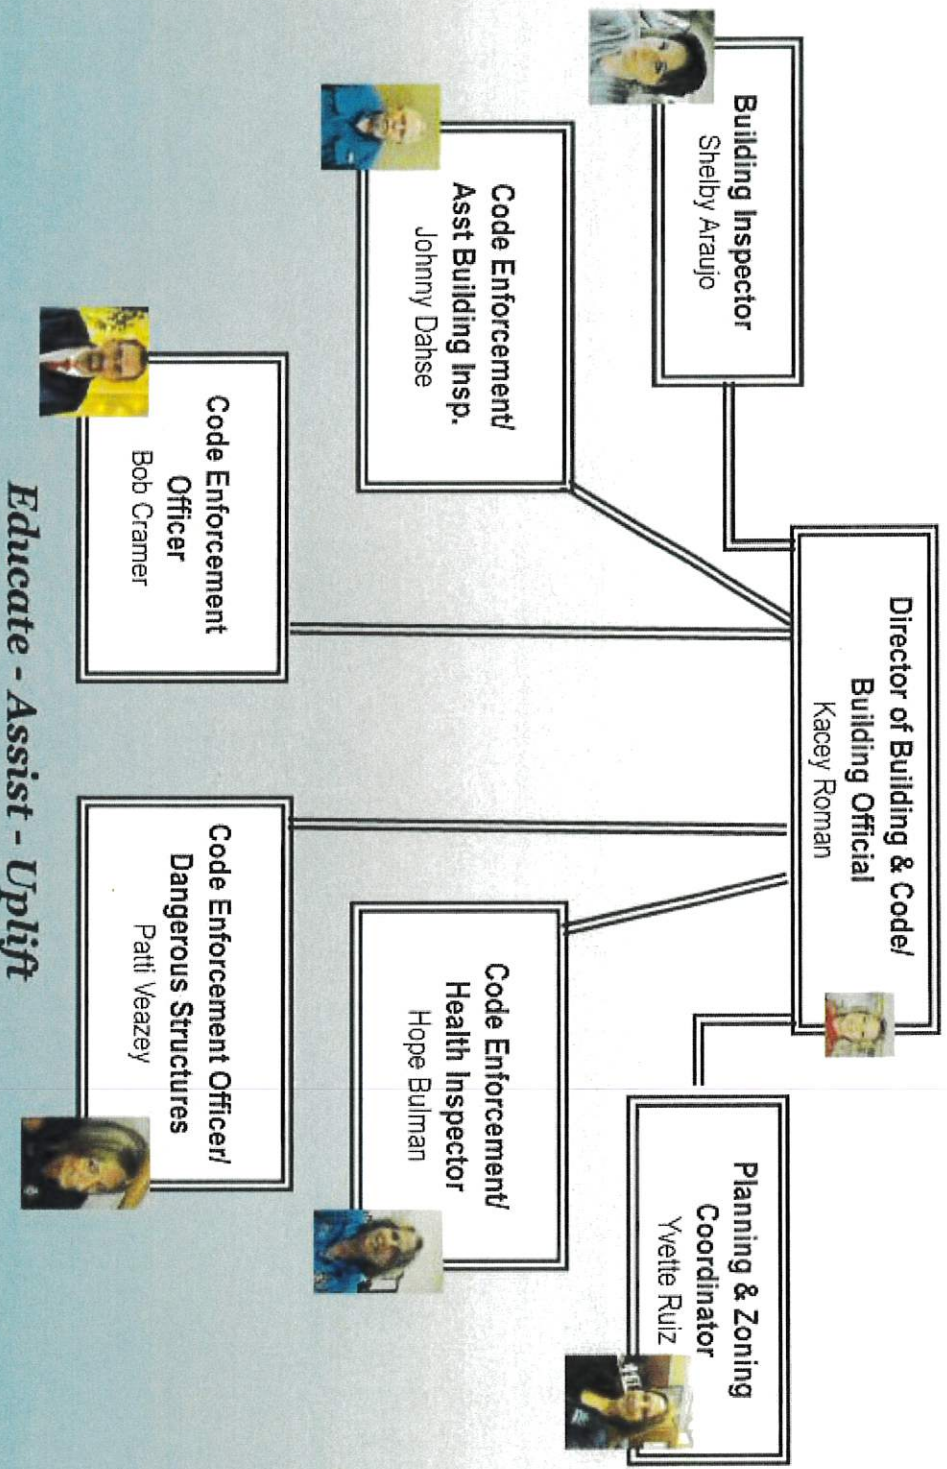 Director of Building & Code/
Building Official
Kacey Roman
Building Inspector
Shelby Araujo
Planning & Zoning
Coordinator
Yvette Ruiz
Code Enforcement/
Asst Building Insp.
Johnny Dahse
Code Enforcement/
Health Inspector
Hope Bulman
Code Enforcement
Officer
Bob Cramer
Code Enforcement Officer/
Dangerous Structures
Patti Veazey
Educate - Assist - Uplift